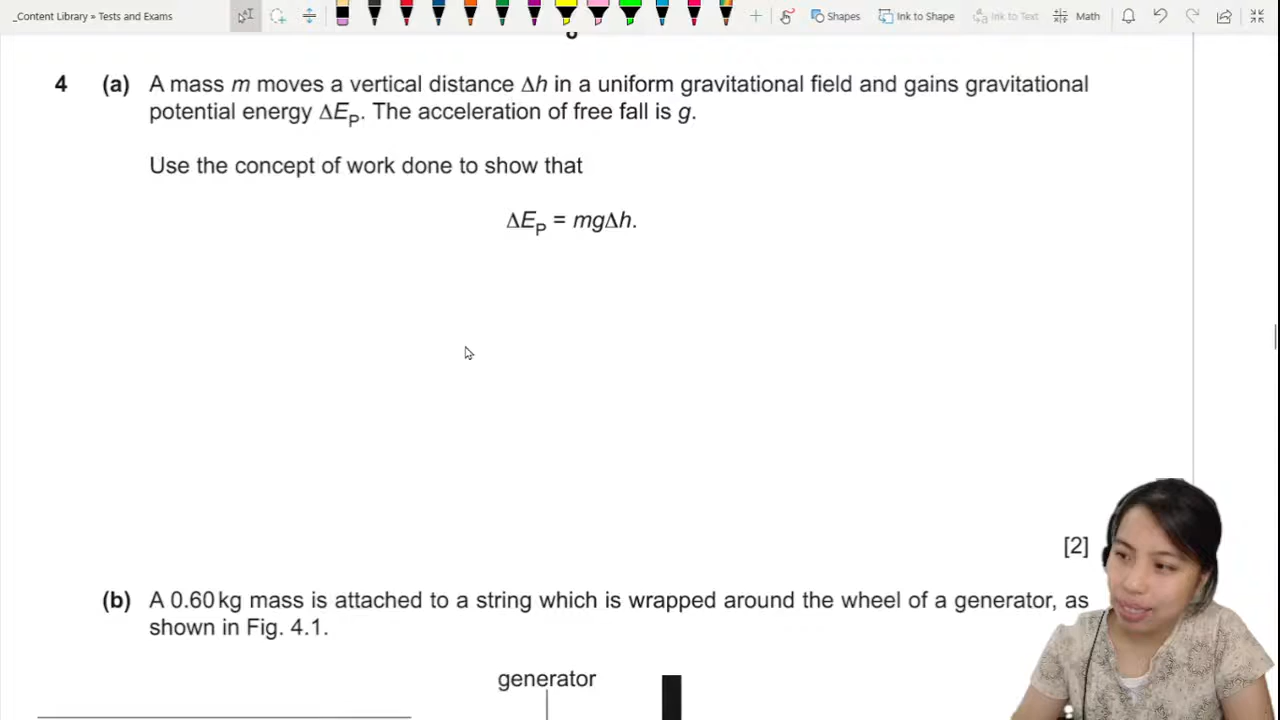 _Content Library » Tests and Exams
Shapes
Ink to Shape
Ink to Text
Math
4 (a) A mass m moves a vertical distance Δh in a uniform gravitational field and gains gravitational
potential energy ΔEP. The acceleration of free fall is g.
Use the concept of work done to show that
ΔEP = mgΔh.
[2]
(b) A 0.60 kg mass is attached to a string which is wrapped around the wheel of a generator, as
shown in Fig. 4.1.
generator